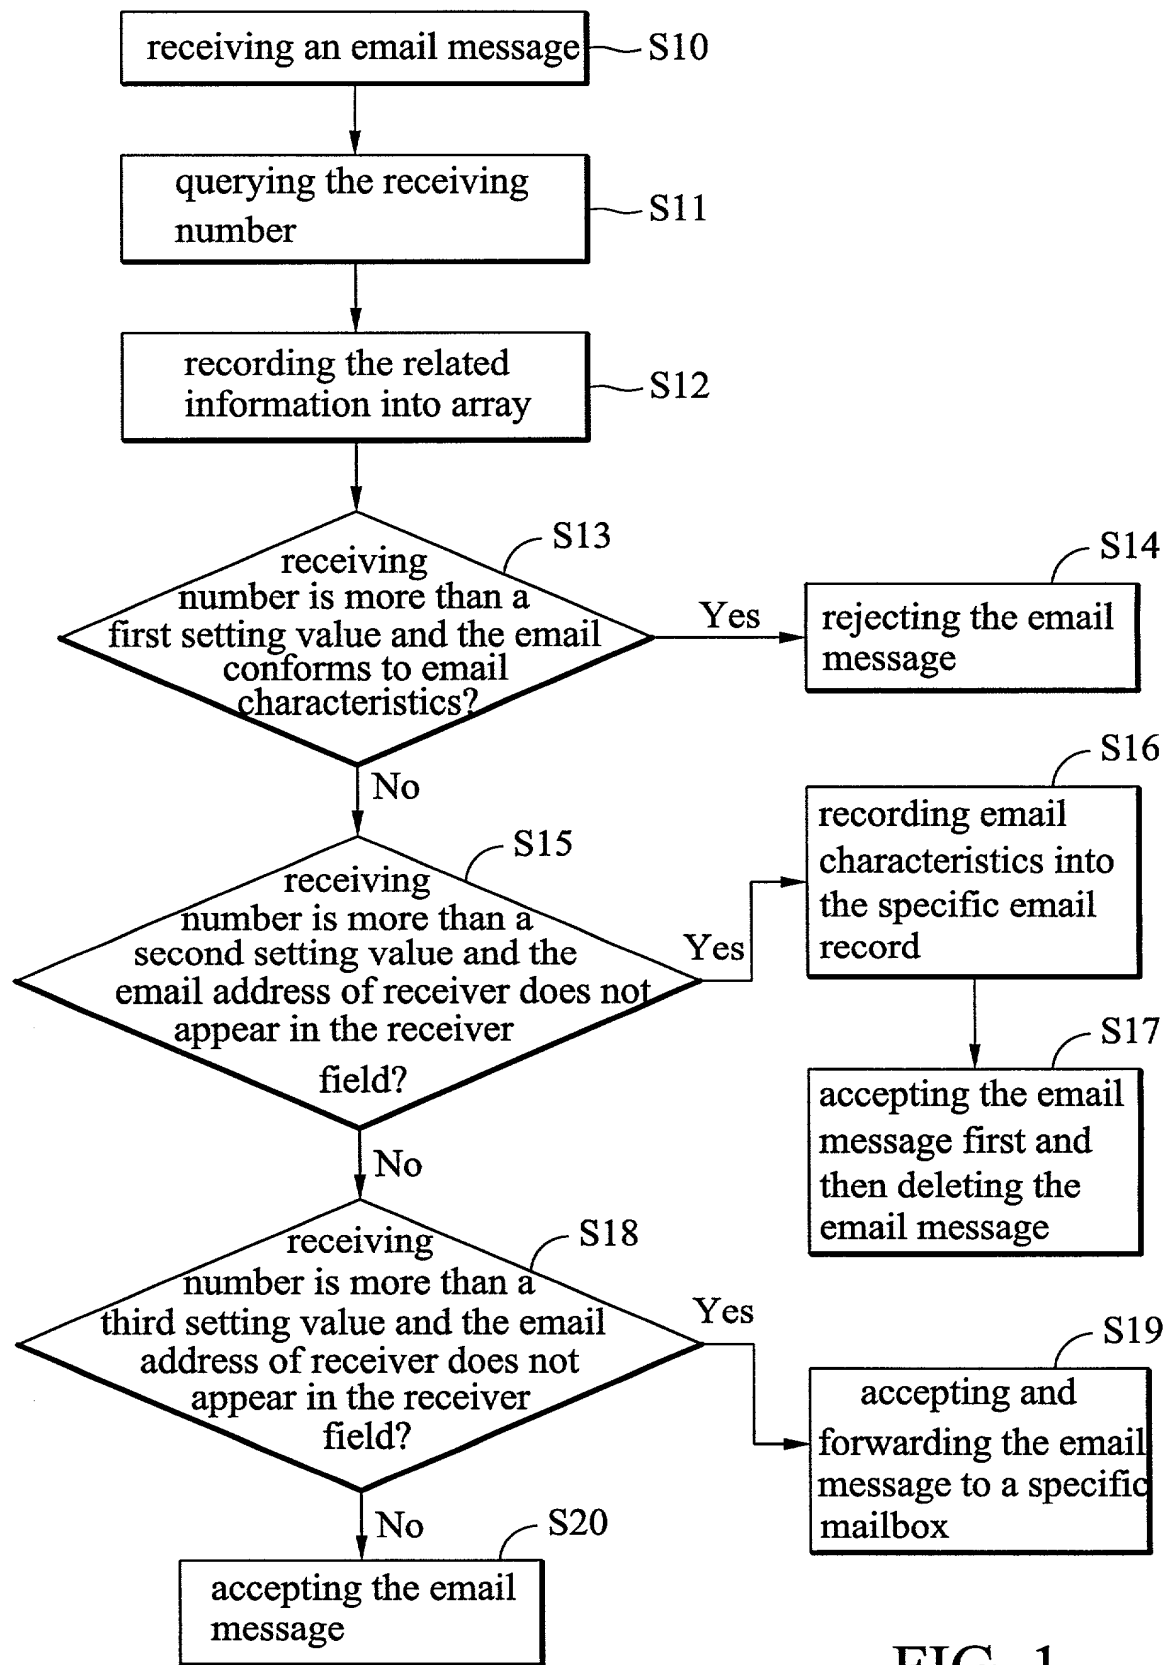 receiving an email message
S10
querying the receiving
number
S11
recording the related
information into array
S12
S13
receiving
number is more than a
first setting value and the email
conforms to email
characteristics?
Yes
S14
rejecting the email
message
No
S15
receiving
number is more than a
second setting value and the
email address of receiver does not
appear in the receiver
field?
Yes
S16
recording email
characteristics into
the specific email
record
S17
accepting the email
message first and
then deleting the
email message
No
S18
receiving
number is more than a
third setting value and the email
address of receiver does not
appear in the receiver
field?
Yes
S19
accepting and
forwarding the email
message to a specific
mailbox
No
S20
accepting the email
message
FIG. 1